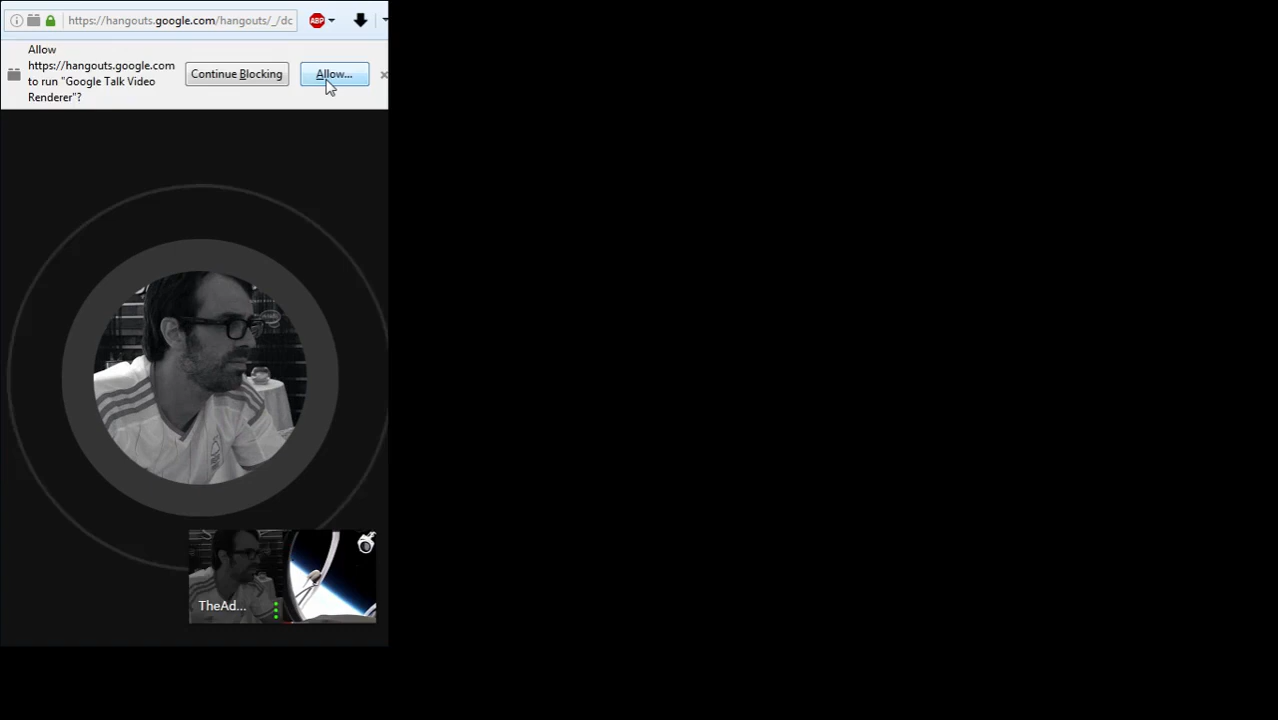 https://hangouts.google.com/hangouts/_/dc
ABP
Allow
https://hangouts.google.com
to run "Google Talk Video
Renderer"?
Continue Blocking
Allow...
TheAd...